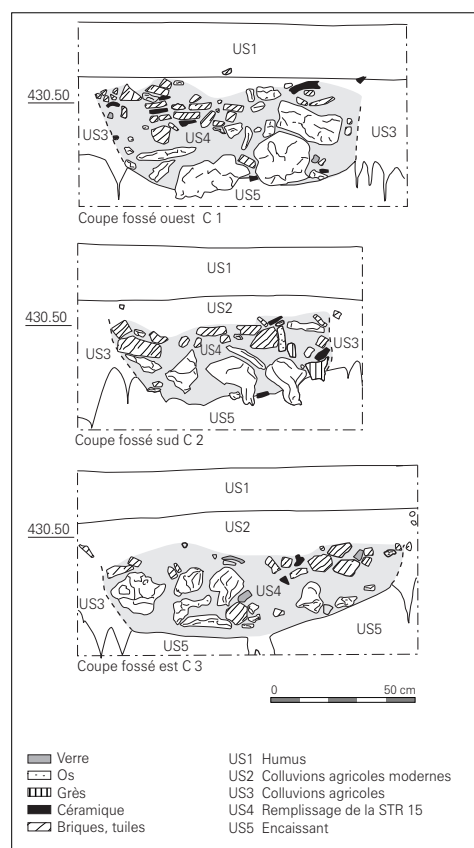 US1
430.50
US3
US4
US3
US5
Coupe fossé ouest C 1
US1
US2
430.50
US3
US4
US3
US5
Coupe fossé sud C 2
US1
430.50
US2
US3
US4
US5
US5
Coupe fossé est C 3
0 50 cm
Verre
Os
Grès
Céramique
Briques, tuiles
US1 Humus
US2 Colluvions agricoles modernes
US3 Colluvions agricoles
US4 Remplissage de la STR 15
US5 Encaissant